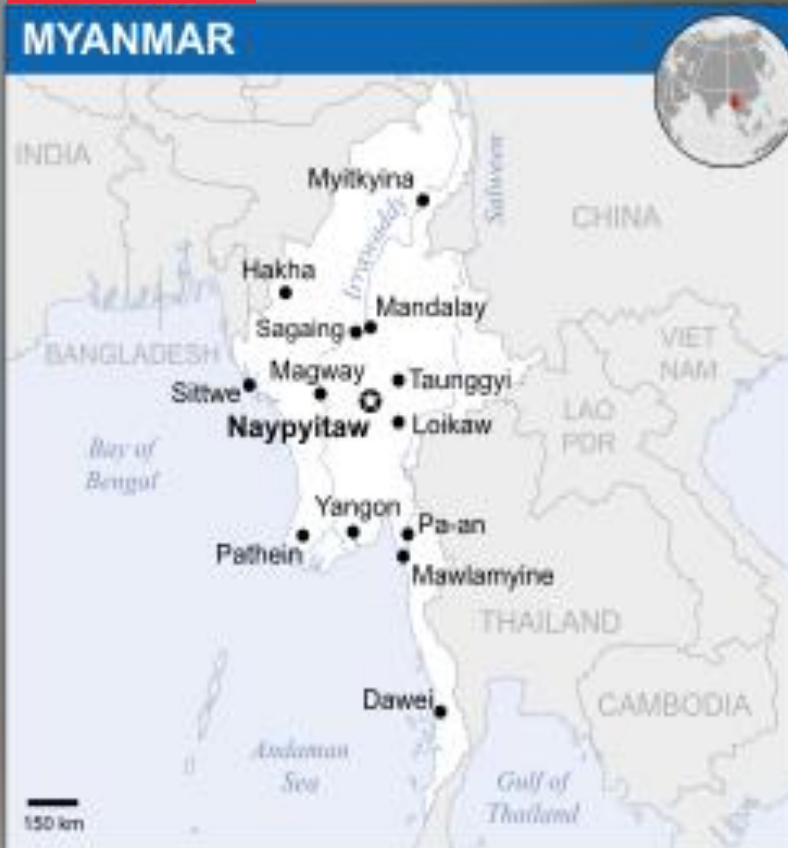 MYANMAR
INDIA
Myitkyina
Salween
CHINA
Irrawaddy
Hakha
Mandalay
Sagaing
BANGLADESH
VIET
NAM
Magway
Taunggyi
Sittwe
Naypyitaw
Loikaw
LAO
PDR
Bay of
Bengal
Yangon
Pa-an
Pathein
Mawlamyine
THAILAND
Dawei
CAMBODIA
Andaman
Sea
Gulf of
Thailand
150 km